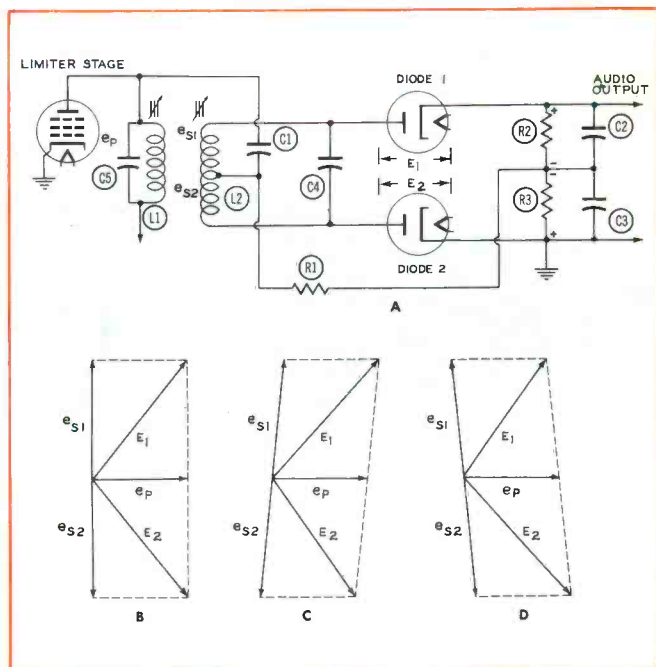 LIMITER STAGE
DIODE 1
AUDIO
OUTPUT
eP
C5
L1
eS1
eS2
L2
C1
C4
E1
E2
R2
C2
R3
C3
+
−
−
+
DIODE 2
R1
A
eS1
E1
eP
eS2
E2
B
eS1
E1
eP
eS2
E2
C
eS1
E1
eP
eS2
E2
D